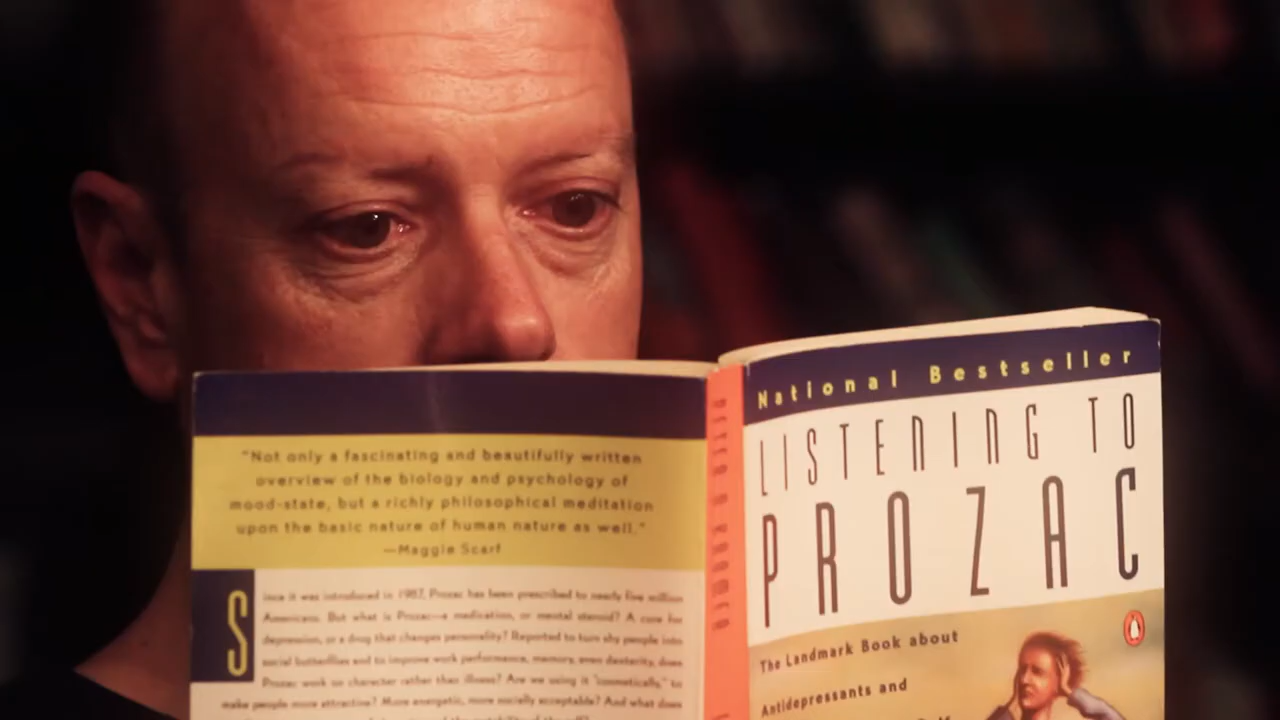 "Not only a fascinating and beautifully written
overview of the biology and psychology of
mood-state, but a richly philosophical meditation
upon the basic nature of human nature as well."
—Maggie Scarf
Since it was introduced in 1987, Prozac has been prescribed to nearly five million
Americans. But what is Prozac—a medication, or mental steroid? A cure for
depression, or a drug that changes personality? Reported to turn shy people into
social butterflies and to improve work performance, memory, even dexterity, does
Prozac work on character rather than illness? Are we using it "cosmetically," to
make people more attractive? More energetic, more socially acceptable? And what does
National Bestseller
LISTENING TO
PROZAC
The Landmark Book about
Antidepressants and